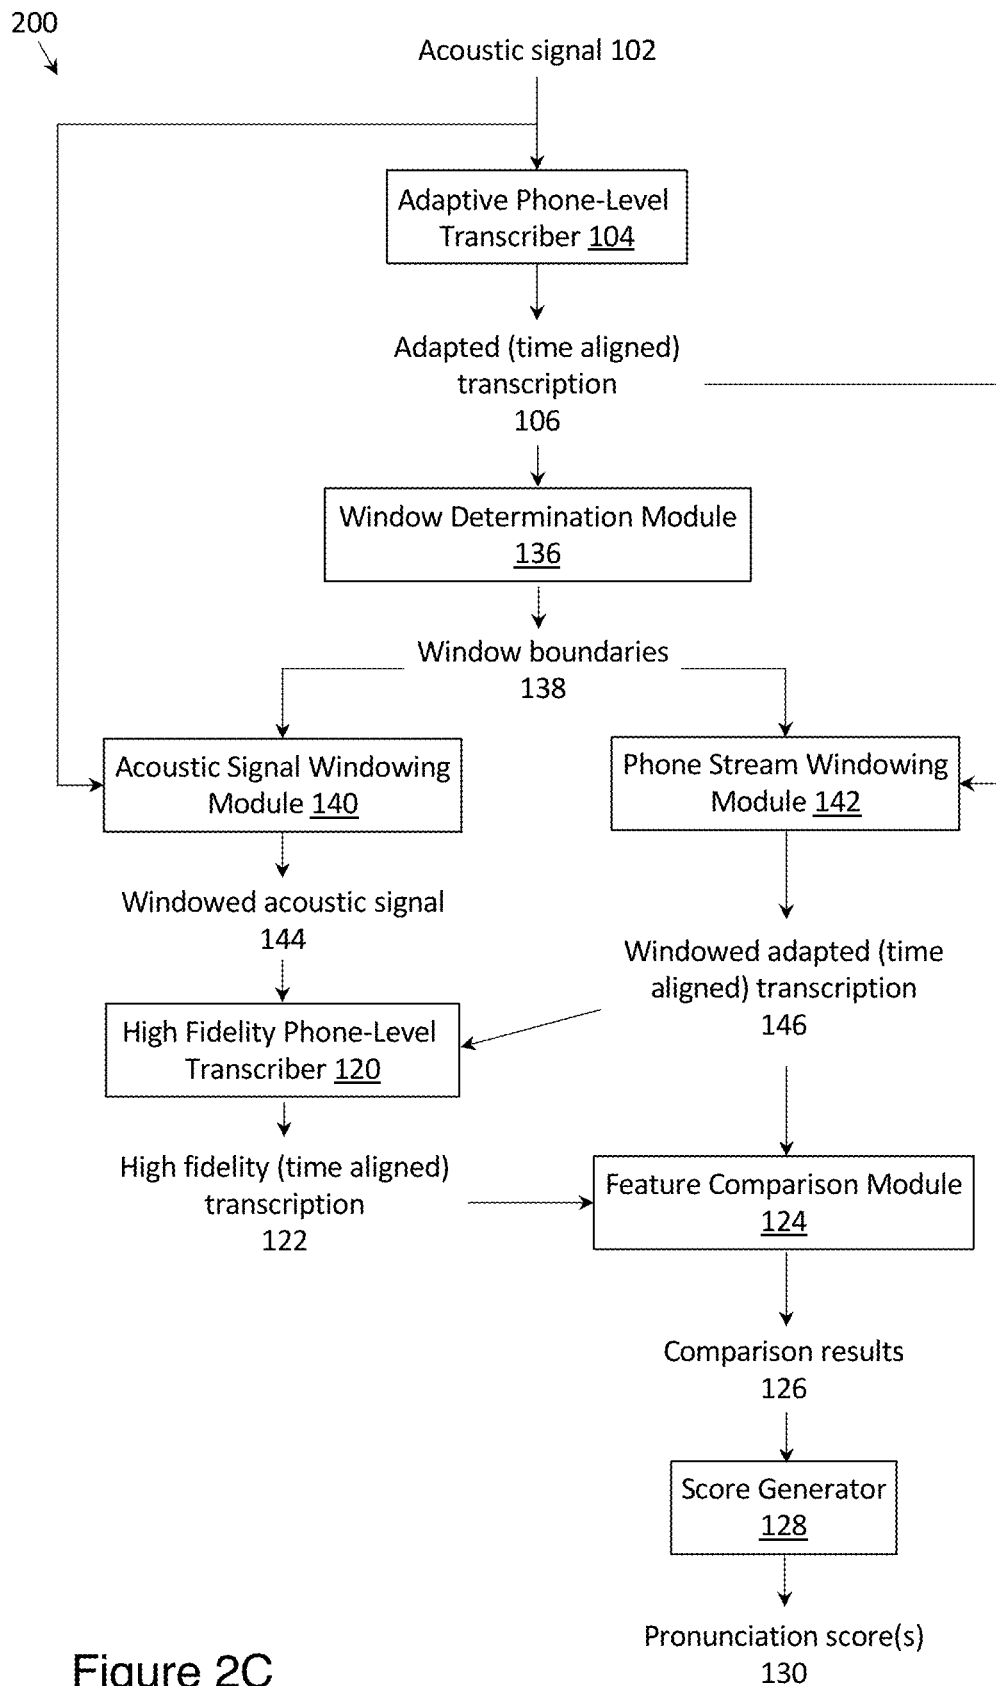 200
Acoustic signal 102
Adaptive Phone-Level
Transcriber 104
Adapted (time aligned)
transcription
106
Window Determination Module
136
Window boundaries
138
Acoustic Signal Windowing
Module 140
Phone Stream Windowing
Module 142
Windowed acoustic signal
144
Windowed adapted (time
aligned) transcription
146
High Fidelity Phone-Level
Transcriber 120
High fidelity (time aligned)
transcription
122
Feature Comparison Module
124
Comparison results
126
Score Generator
128
Pronunciation score(s)
130
Figure 2C